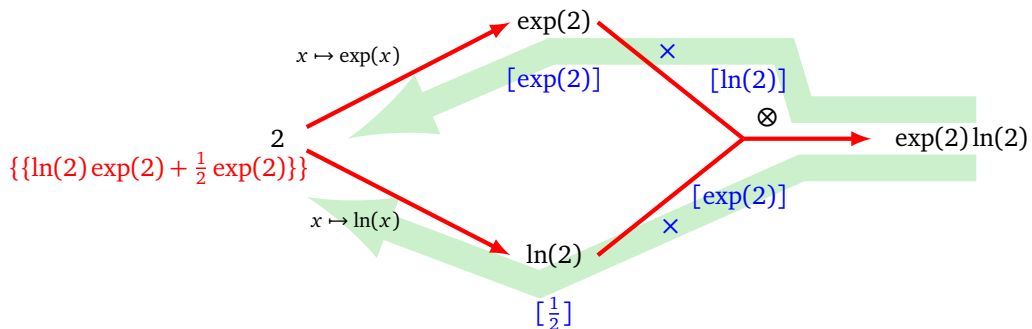 exp(2)
x ↦ exp(x)
×
[exp(2)]
[ln(2)]
⊗
2
exp(2) ln(2)
{{ln(2) exp(2) + 1/2 exp(2)}}
[exp(2)]
x ↦ ln(x)
×
ln(2)
[1/2]